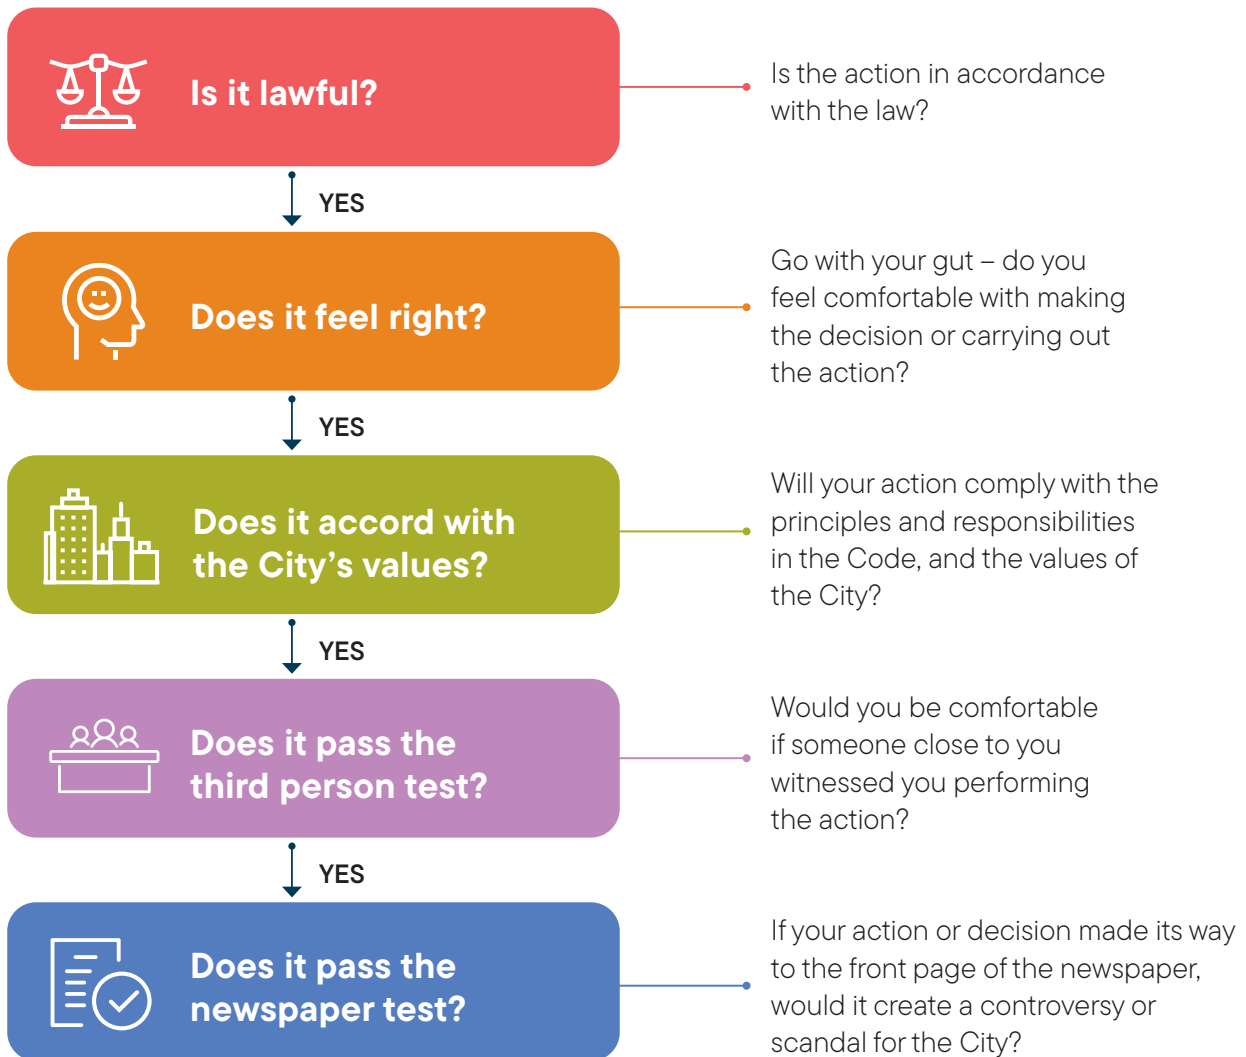 Is it lawful?
Is the action in accordance
with the law?
YES
Does it feel right?
Go with your gut – do you
feel comfortable with making
the decision or carrying out
the action?
YES
Does it accord with
the City’s values?
Will your action comply with the
principles and responsibilities
in the Code, and the values of
the City?
YES
Does it pass the
third person test?
Would you be comfortable
if someone close to you
witnessed you performing
the action?
YES
Does it pass the
newspaper test?
If your action or decision made its way
to the front page of the newspaper,
would it create a controversy or
scandal for the City?